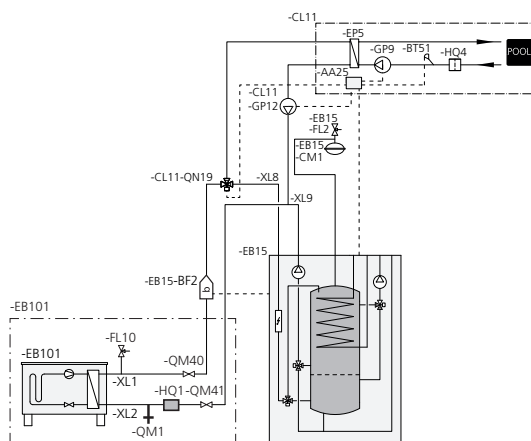 -CL11
-EP5
-GP9
-BT51
-HQ4
POOL
-AA25
-CL11
-GP12
-EB15
-FL2
-EB15
-CM1
-CL11-QN19
-XL8
-XL9
-EB15
-EB15-BF2
b
-EB101
-FL10
-EB101
-QM40
-XL1
-HQ1
-QM41
-XL2
-QM1